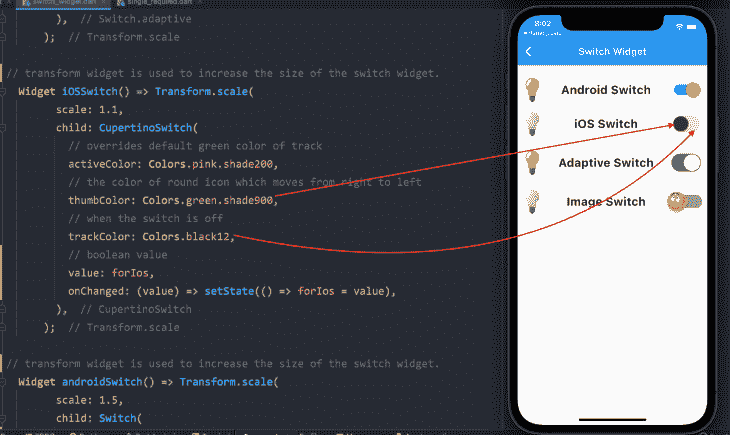 switch_widget.dart
single_required.dart
), // Switch.adaptive
); // Transform.scale
// transform widget is used to increase the size of the switch widget.
Widget iOSSwitch() => Transform.scale(
scale: 1.1,
child: CupertinoSwitch(
// overrides default green color of track
activeColor: Colors.pink.shade200,
// the color of round icon which moves from right to left
thumbColor: Colors.green.shade900,
// when the switch is off
trackColor: Colors.black12,
// boolean value
value: forIos,
onChanged: (value) => setState(() => forIos = value),
), // CupertinoSwitch
); // Transform.scale
// transform widget is used to increase the size of the switch widget.
Widget androidSwitch() => Transform.scale(
scale: 1.5,
child: Switch(
8:02
Switch Widget
Android Switch
iOS Switch
Adaptive Switch
Image Switch